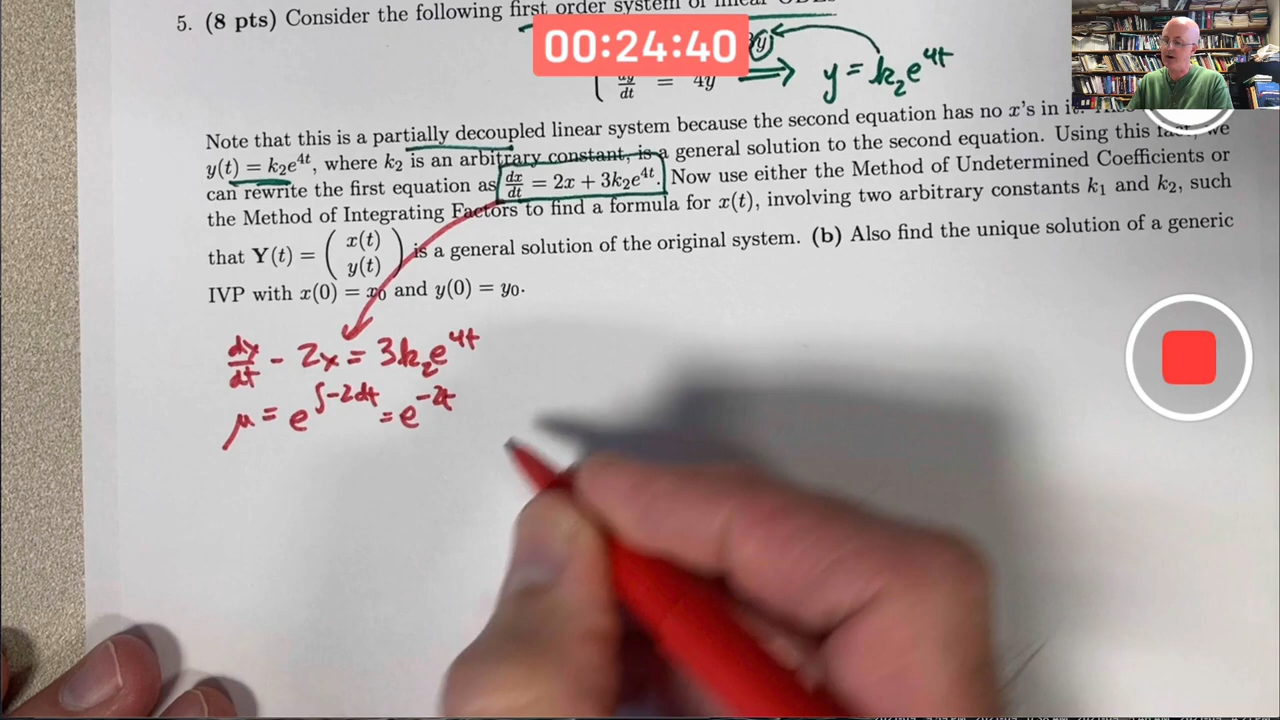 5. (8 pts) Consider the following first order system of linear ODEs
00:24:40
y
dy/dt = 4y ⟹ y = k₂e^{4t}
Note that this is a partially decoupled linear system because the second equation has no x's in it.
y(t) = k₂e^{4t}, where k₂ is an arbitrary constant, is a general solution to the second equation. Using this fact, we
can rewrite the first equation as dx/dt = 2x + 3k₂e^{4t}. Now use either the Method of Undetermined Coefficients or
the Method of Integrating Factors to find a formula for x(t), involving two arbitrary constants k₁ and k₂, such
that Y(t) = ( x(t) y(t) ) is a general solution of the original system. (b) Also find the unique solution of a generic
IVP with x(0) = x₀ and y(0) = y₀.
dx/dt - 2x = 3k₂e^{4t}
μ = e^{∫-2dt} = e^{-2t}